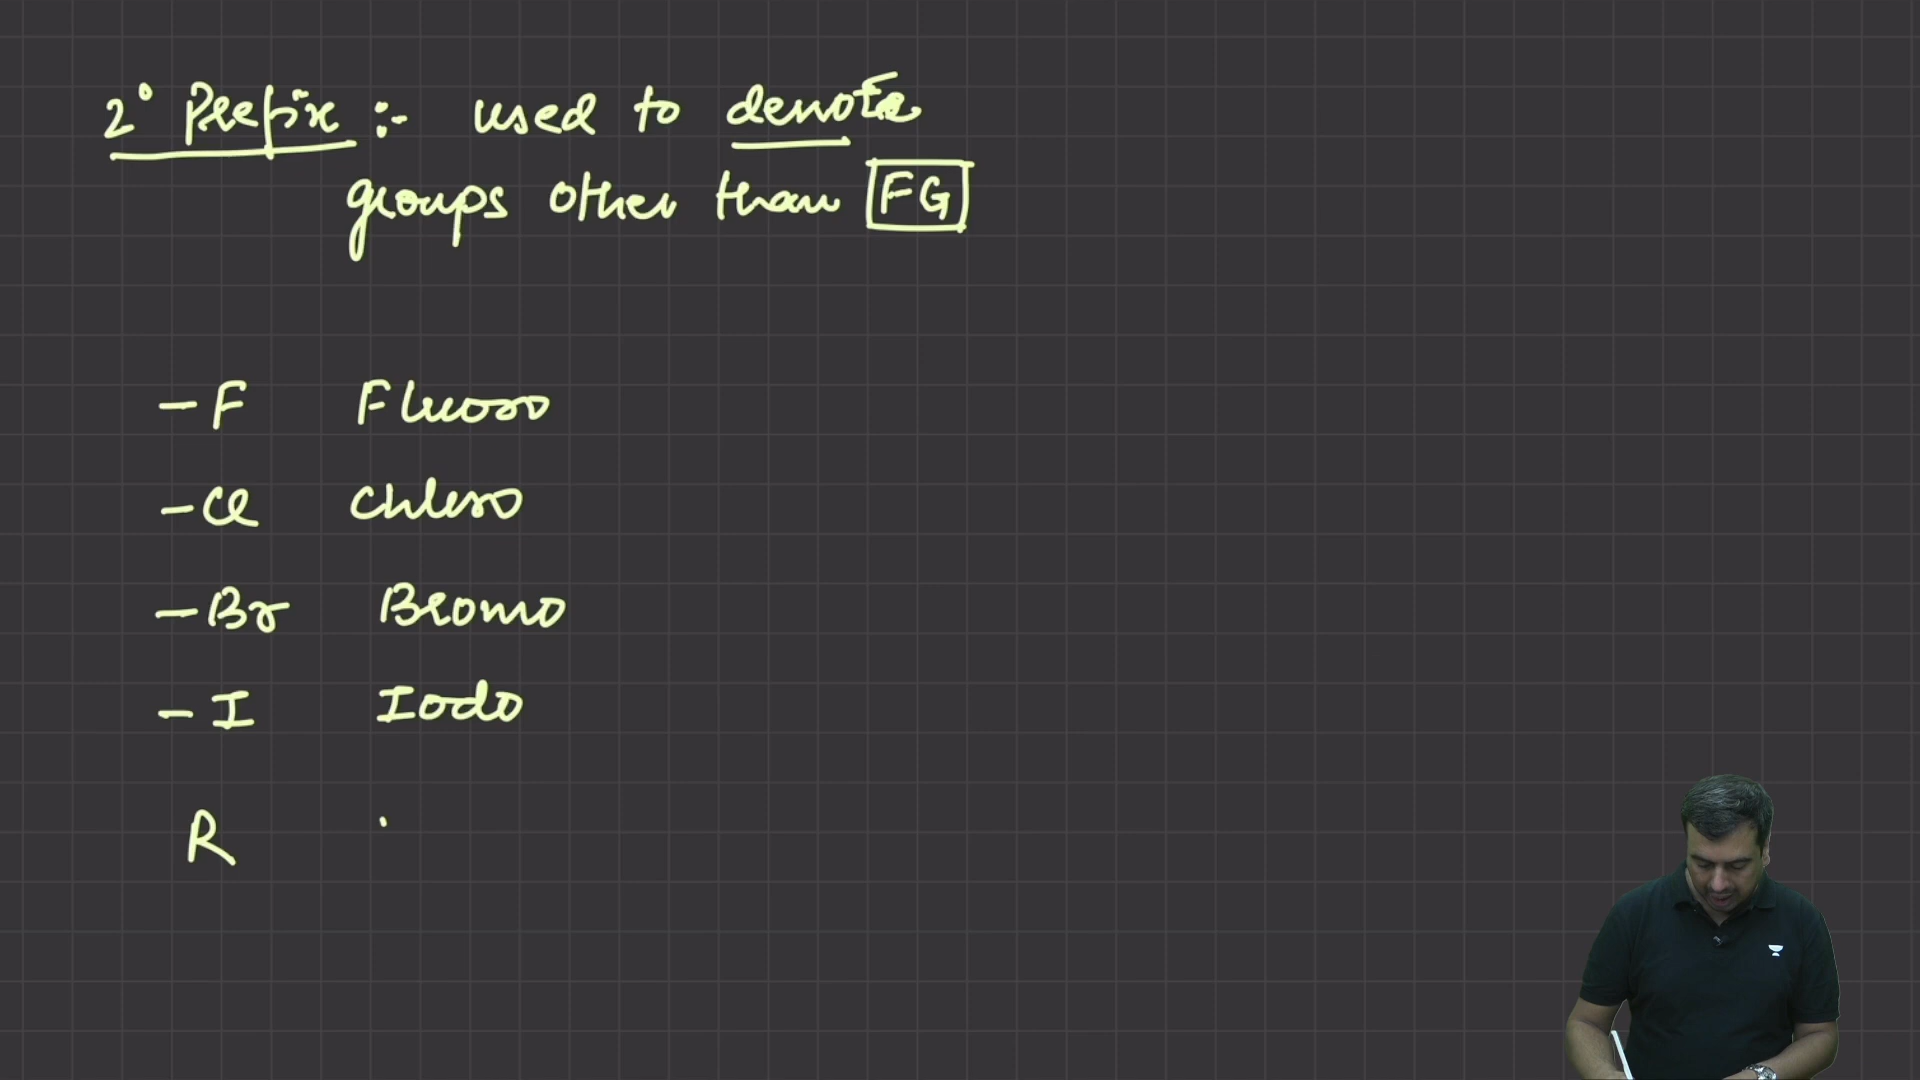 2° Prefix :- used to denote
groups other than FG
-F Fluoro
-Cl Chloro
-Br Bromo
-I Iodo
R